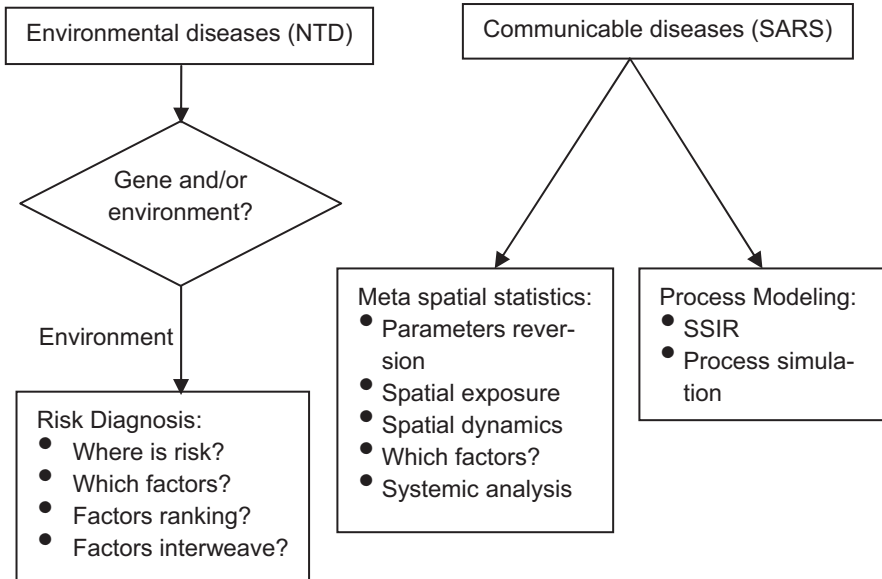 Environmental diseases (NTD)
Gene and/or
environment?
Environment
Risk Diagnosis:
• Where is risk?
• Which factors?
• Factors ranking?
• Factors interweave?
Communicable diseases (SARS)
Meta spatial statistics:
• Parameters rever-
sion
• Spatial exposure
• Spatial dynamics
• Which factors?
• Systemic analysis
Process Modeling:
• SSIR
• Process simula-
tion